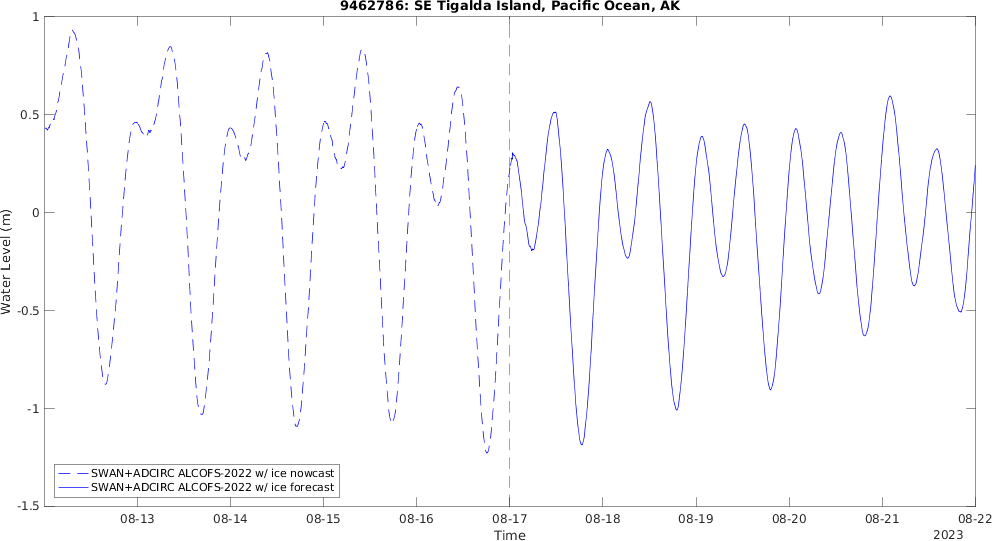 9462786: SE Tigalda Island, Pacific Ocean, AK
Water Level (m)
1
0.5
0
-0.5
-1
-1.5
SWAN+ADCIRC ALCOFS-2022 w/ ice nowcast
SWAN+ADCIRC ALCOFS-2022 w/ ice forecast
08-13 08-14 08-15 08-16 08-17 08-18 08-19 08-20 08-21 08-22
Time
2023